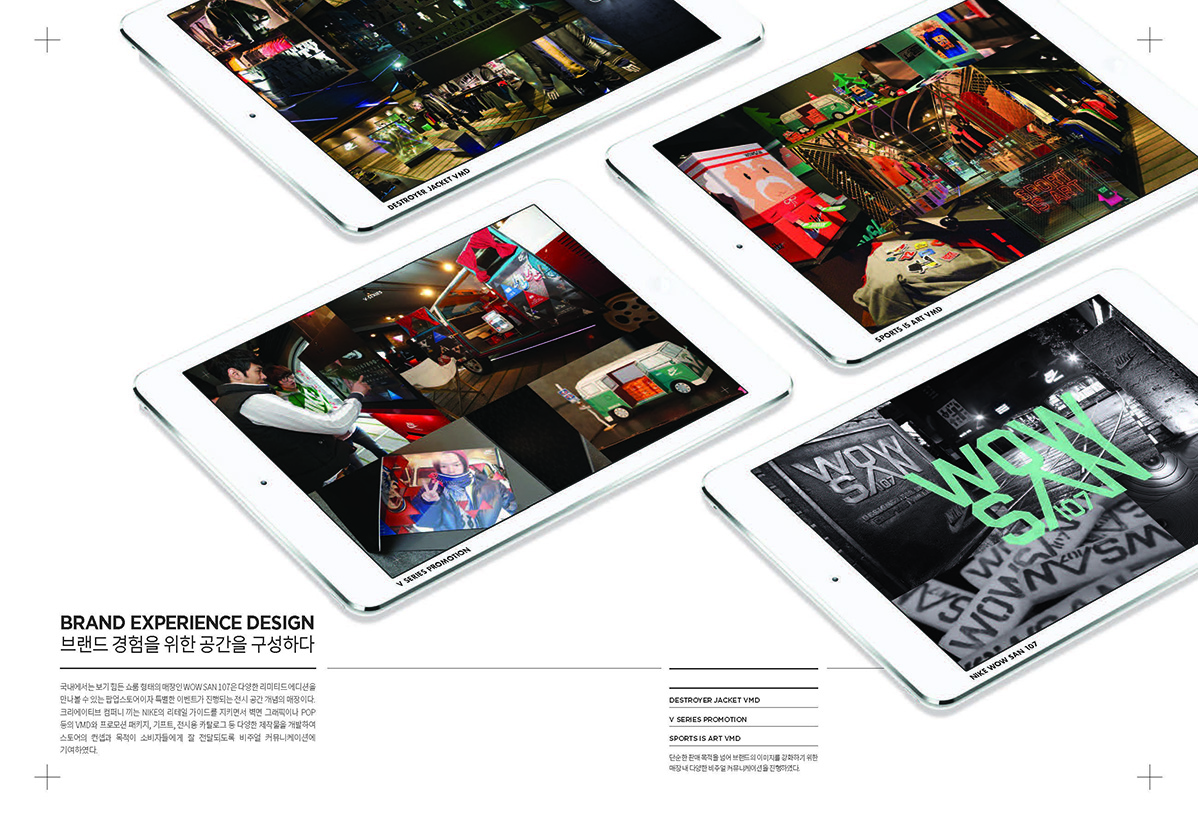 DESTROYER JACKET VMD
SPORTS IS ART VMD
SPORT
IS ART
V SERIES
V SERIES PROMOTION
WOW
SAN
107
WOW
SAN
107
NIKE WOW SAN 107
BRAND EXPERIENCE DESIGN
브랜드 경험을 위한 공간을 구성하다
국내에서는 보기 힘든 쇼룸 형태의 매장인 WOW SAN 107은 다양한 리미티드 에디션을
만나볼 수 있는 팝업스토어이자 특별한 이벤트가 진행되는 전시 공간 개념의 매장이다.
크리에이티브 컴퍼니 끼는 NIKE의 리테일 가이드를 지키면서 벽면 그래픽이나 POP
등의 VMD와 프로모션 패키지, 기프트, 전시용 카탈로그 등 다양한 제작물을 개발하여
스토어의 컨셉과 목적이 소비자들에게 잘 전달되도록 비주얼 커뮤니케이션에
기여하였다.
DESTROYER JACKET VMD
V SERIES PROMOTION
SPORTS IS ART VMD
단순한 판매 목적을 넘어 브랜드의 이미지를 강화하기 위한
매장 내 다양한 비주얼 커뮤니케이션을 진행하였다.